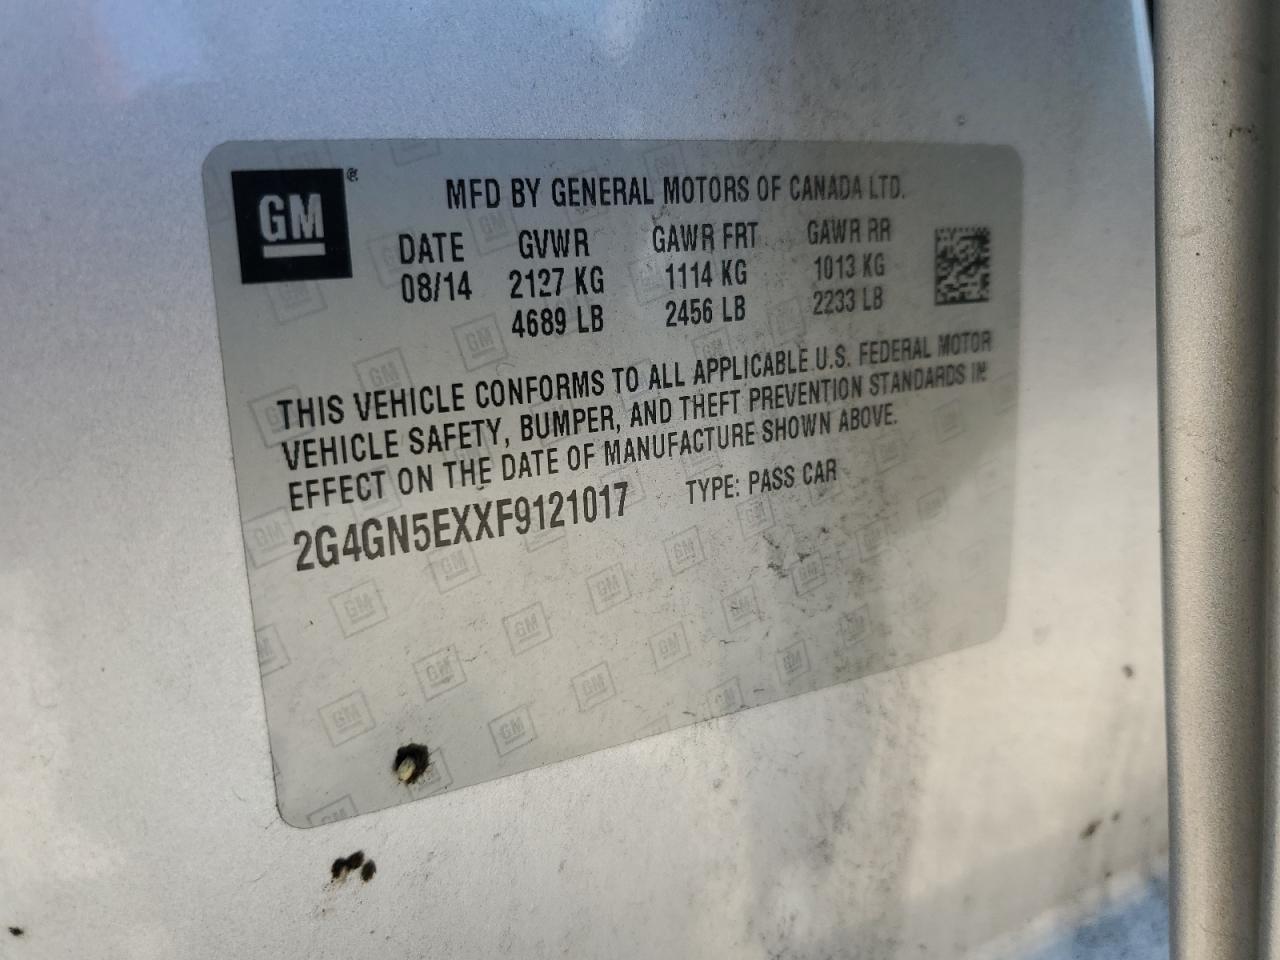 GM®
MFD BY GENERAL MOTORS OF CANADA LTD.
DATE GVWR GAWR FRT GAWR RR
08/14 2127 KG 1114 KG 1013 KG
4689 LB 2456 LB 2233 LB
THIS VEHICLE CONFORMS TO ALL APPLICABLE U.S. FEDERAL MOTOR
VEHICLE SAFETY, BUMPER, AND THEFT PREVENTION STANDARDS IN
EFFECT ON THE DATE OF MANUFACTURE SHOWN ABOVE.
2G4GN5EXXF9121017 TYPE: PASS CAR